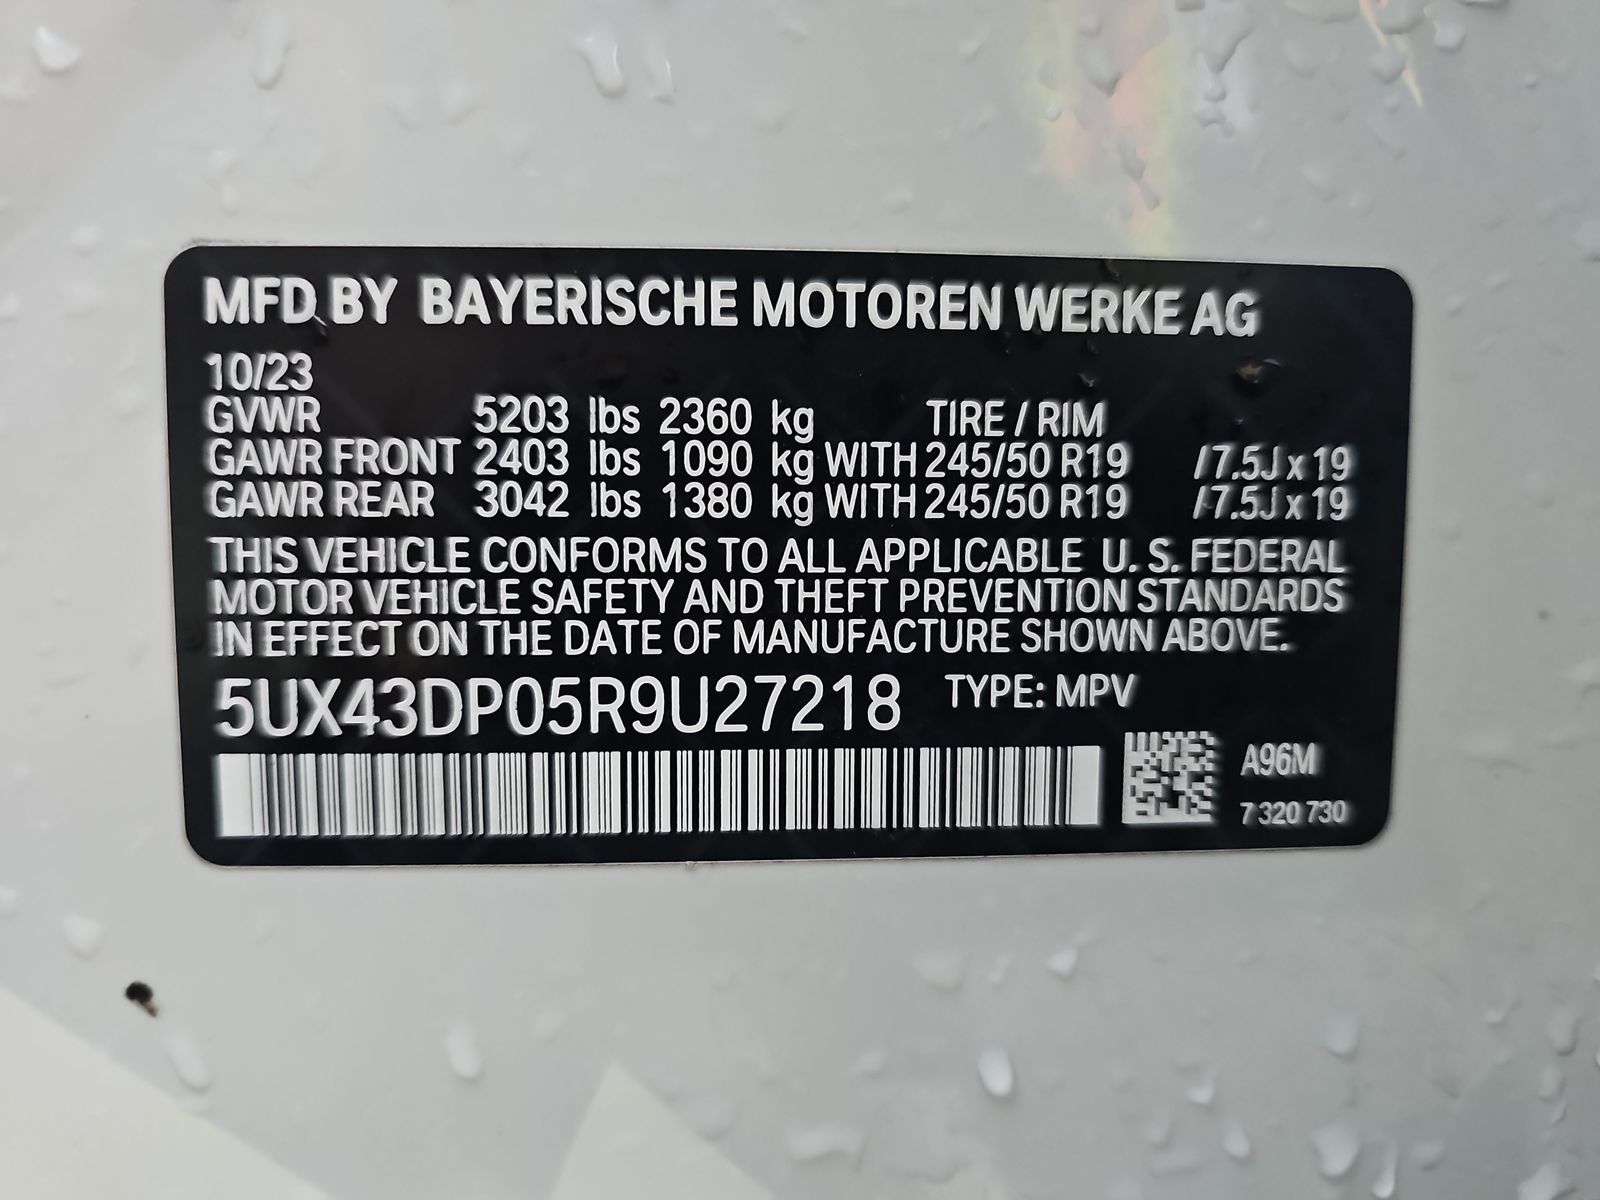 MFD BY BAYERISCHE MOTOREN WERKE AG
10/23
GVWR 5203 lbs 2360 kg TIRE / RIM
GAWR FRONT 2403 lbs 1090 kg WITH 245/50 R19 /7.5J x 19
GAWR REAR 3042 lbs 1380 kg WITH 245/50 R19 /7.5J x 19
THIS VEHICLE CONFORMS TO ALL APPLICABLE U. S. FEDERAL
MOTOR VEHICLE SAFETY AND THEFT PREVENTION STANDARDS
IN EFFECT ON THE DATE OF MANUFACTURE SHOWN ABOVE.
5UX43DP05R9U27218 TYPE: MPV
A96M
7 320 730